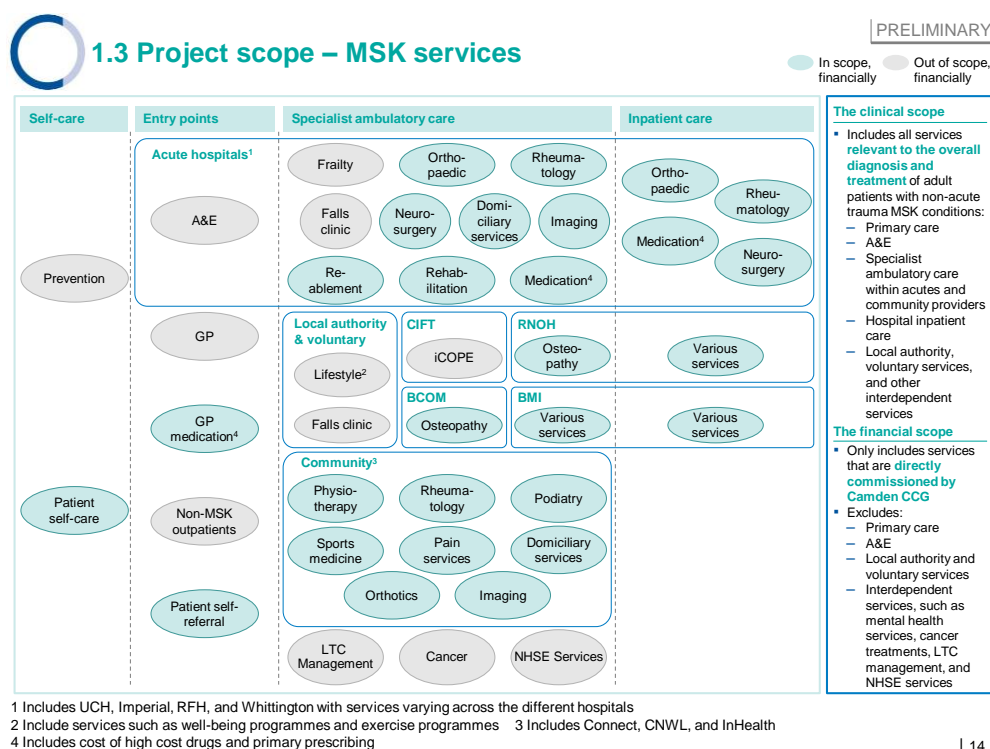 1.3 Project scope – MSK services
PRELIMINARY
In scope,
financially
Out of scope,
financially
Self-care
Entry points
Specialist ambulatory care
Inpatient care
Prevention
Patient
self-care
Acute hospitals1
A&E
GP
GP
medication4
Non-MSK
outpatients
Patient self-
referral
Frailty
Ortho-
paedic
Rheuma-
tology
Falls
clinic
Neuro-
surgery
Domi-
ciliary
services
Imaging
Re-
ablement
Rehab-
ilitation
Medication4
Ortho-
paedic
Rheu-
matology
Medication4
Neuro-
surgery
Local authority
& voluntary
Lifestyle2
Falls clinic
CIFT
iCOPE
RNOH
Osteo-
pathy
Various
services
BCOM
Osteopathy
BMI
Various
services
Various
services
Community3
Physio-
therapy
Rheuma-
tology
Podiatry
Sports
medicine
Pain
services
Domiciliary
services
Orthotics
Imaging
LTC
Management
Cancer
NHSE Services
The clinical scope
▪ Includes all services
relevant to the overall
diagnosis and
treatment of adult
patients with non-acute
trauma MSK conditions:
– Primary care
– A&E
– Specialist
ambulatory care
within acutes and
community providers
– Hospital inpatient
care
– Local authority,
voluntary services,
and other
interdependent
services
The financial scope
▪ Only includes services
that are directly
commissioned by
Camden CCG
▪ Excludes:
– Primary care
– A&E
– Local authority and
voluntary services
– Interdependent
services, such as
mental health
services, cancer
treatments, LTC
management, and
NHSE services
1 Includes UCH, Imperial, RFH, and Whittington with services varying across the different hospitals
2 Include services such as well-being programmes and exercise programmes 3 Includes Connect, CNWL, and InHealth
4 Includes cost of high cost drugs and primary prescribing
| 14